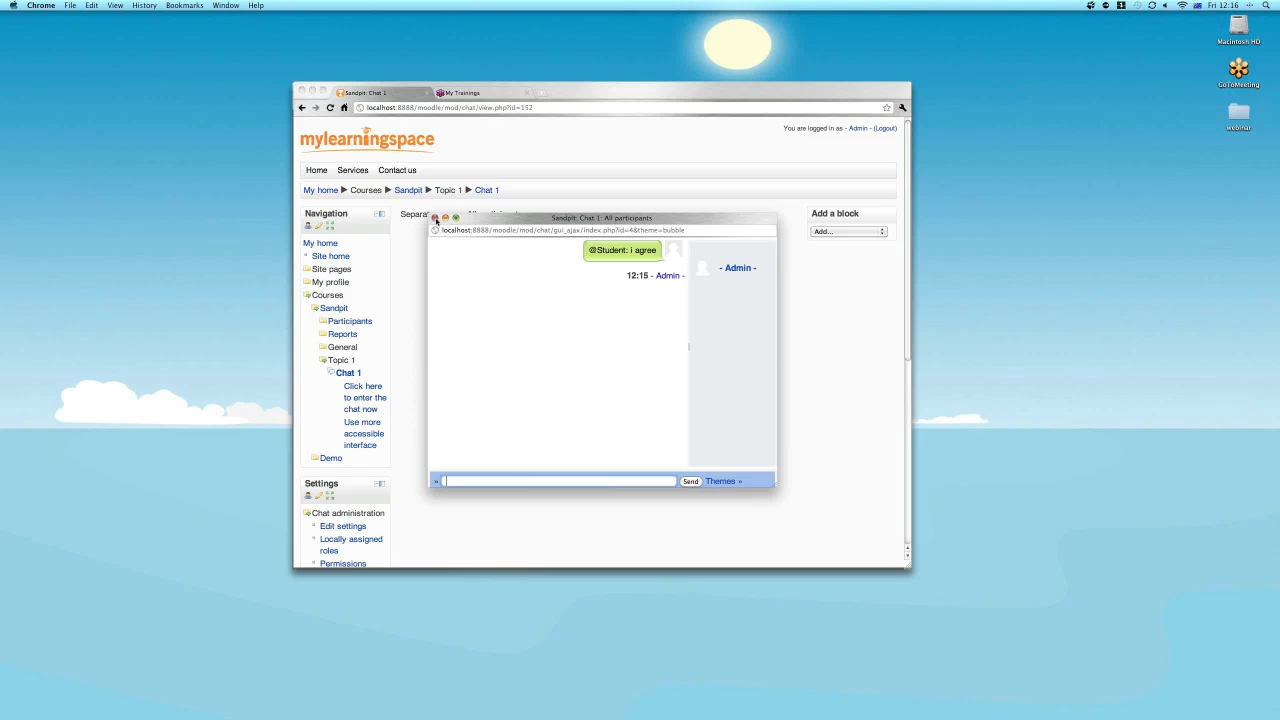 Chrome File Edit View History Bookmarks Window Help
Fri 12:16
Macintosh HD
GoToMeeting
webinar
Sandpit: Chat 1
My Trainings
localhost:8888/moodle/mod/chat/view.php?id=152
mylearningspace
You are logged in as - Admin - (Logout)
Home Services Contact us
My home ► Courses ► Sandpit ► Topic 1 ► Chat 1
Navigation
My home
Site home
Site pages
My profile
Courses
Sandpit
Participants
Reports
General
Topic 1
Chat 1
Click here
to enter the
chat now
Use more
accessible
interface
Demo
Settings
Chat administration
Edit settings
Locally assigned
roles
Permissions
Separa
Sandpit: Chat 1: All participants
localhost:8888/moodle/mod/chat/gui_ajax/index.php?id=4&theme=bubble
@Student: i agree
12:15 - Admin -
- Admin -
» Send Themes »
Add a block
Add...